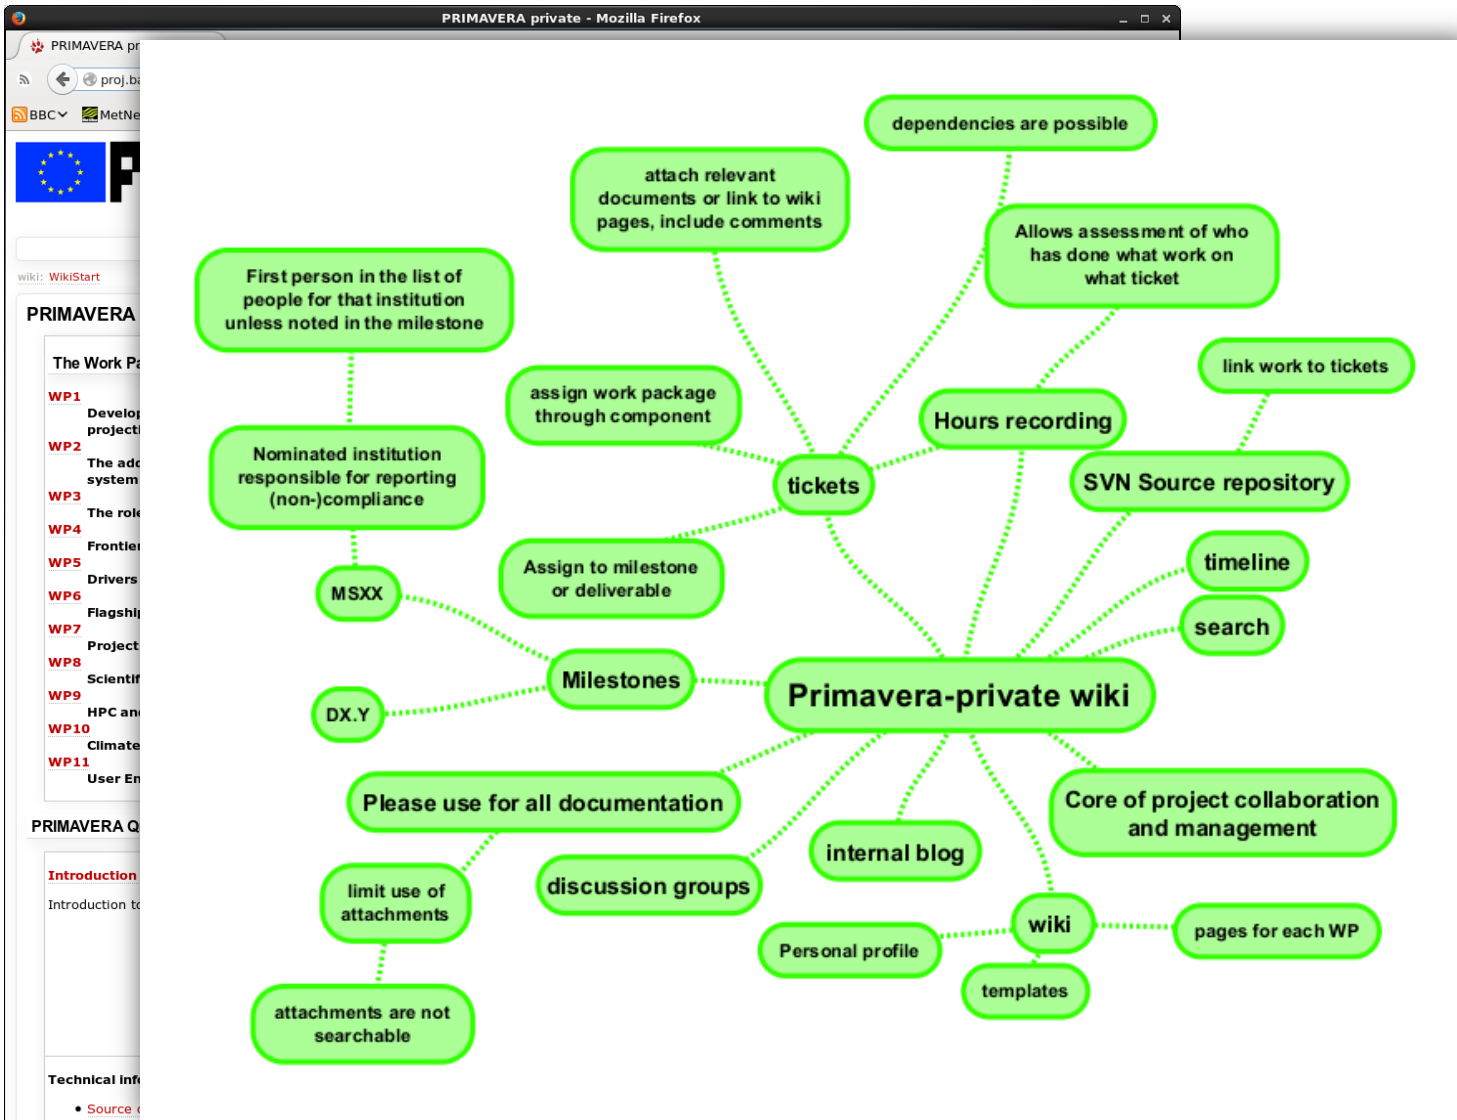 PRIMAVERA private - Mozilla Firefox
PRIMAVERA pr
proj.ba
BBC
MetNe
P
wiki: WikiStart
PRIMAVERA
The Work Pa
WP1
Develop
projecti
WP2
The add
system
WP3
The role
WP4
Frontier
WP5
Drivers
WP6
Flagship
WP7
Project
WP8
Scientif
WP9
HPC and
WP10
Climate
WP11
User En
PRIMAVERA Q
Introduction
Introduction to
Technical info
Source c
dependencies are possible
attach relevant
documents or link to wiki
pages, include comments
Allows assessment of who
has done what work on
what ticket
First person in the list of
people for that institution
unless noted in the milestone
link work to tickets
assign work package
through component
Hours recording
Nominated institution
responsible for reporting
(non-)compliance
tickets
SVN Source repository
Assign to milestone
or deliverable
timeline
MSXX
search
Milestones
Primavera-private wiki
DX.Y
Please use for all documentation
Core of project collaboration
and management
internal blog
discussion groups
limit use of
attachments
wiki
pages for each WP
Personal profile
templates
attachments are not
searchable